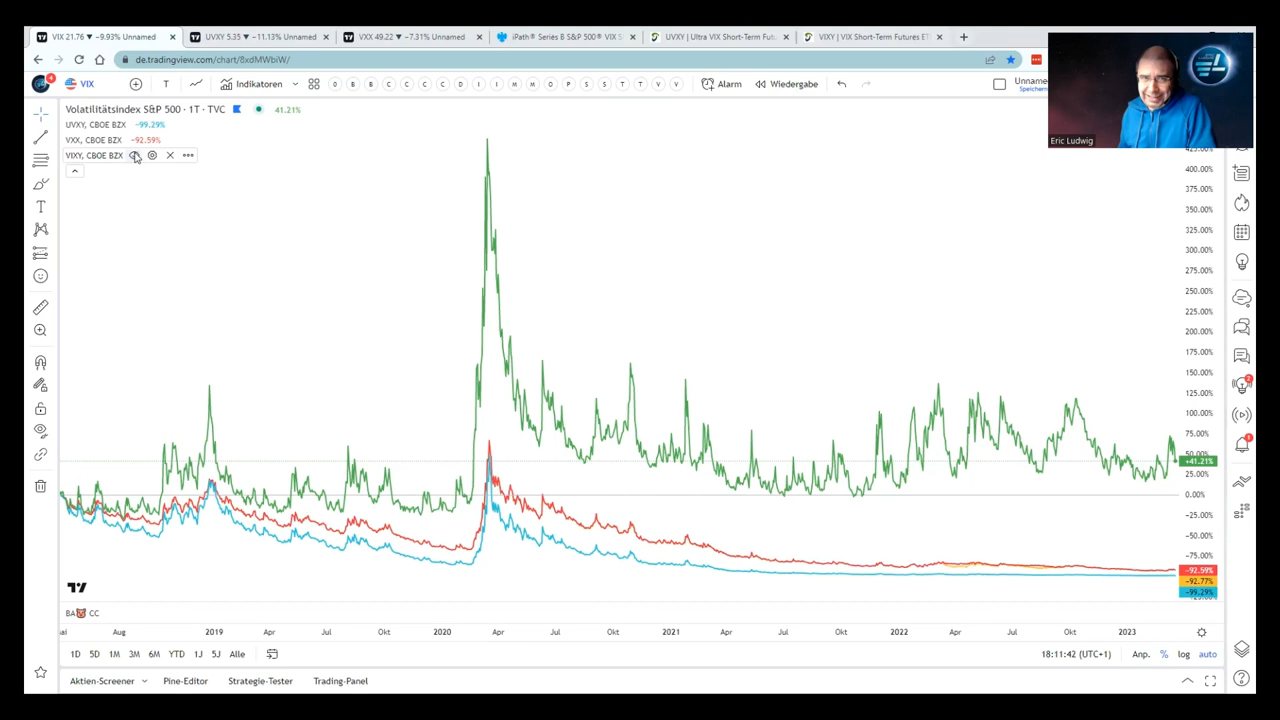 VIX 21.76 ▼ −9.93% Unnamed
UVXY 5.35 ▼ −11.13% Unnamed
VXX 49.22 ▼ −7.31% Unnamed
iPath® Series B S&P 500® VIX S
UVXY | Ultra VIX Short-Term Futu
VIXY | VIX Short-Term Futures ET
de.tradingview.com/chart/8xdMWbiW/
4
VIX
T
Indikatoren
B C C C C D I I M M O P S S T T V V
Alarm
Wiedergabe
Unname
Speichern
Eric Ludwig
Volatilitätsindex S&P 500 · 1T · TVC
41.21%
UVXY, CBOE BZX −99.29%
VXX, CBOE BZX −92.59%
VIXY, CBOE BZX
400.00%
375.00%
350.00%
300.00%
275.00%
250.00%
225.00%
200.00%
175.00%
150.00%
125.00%
100.00%
75.00%
50.00%
+41.21%
25.00%
0.00%
−25.00%
−50.00%
−75.00%
−92.59%
−92.77%
−99.29%
2
1
BA CC
Aug 2019 Apr Jul Okt 2020 Apr Jul Okt 2021 Apr Jul Okt 2022 Apr Jul Okt 2023
1D 5D 1M 3M 6M YTD 1J 5J Alle
18:11:42 (UTC+1)
Anp. % log auto
Aktien-Screener
Pine-Editor
Strategie-Tester
Trading-Panel